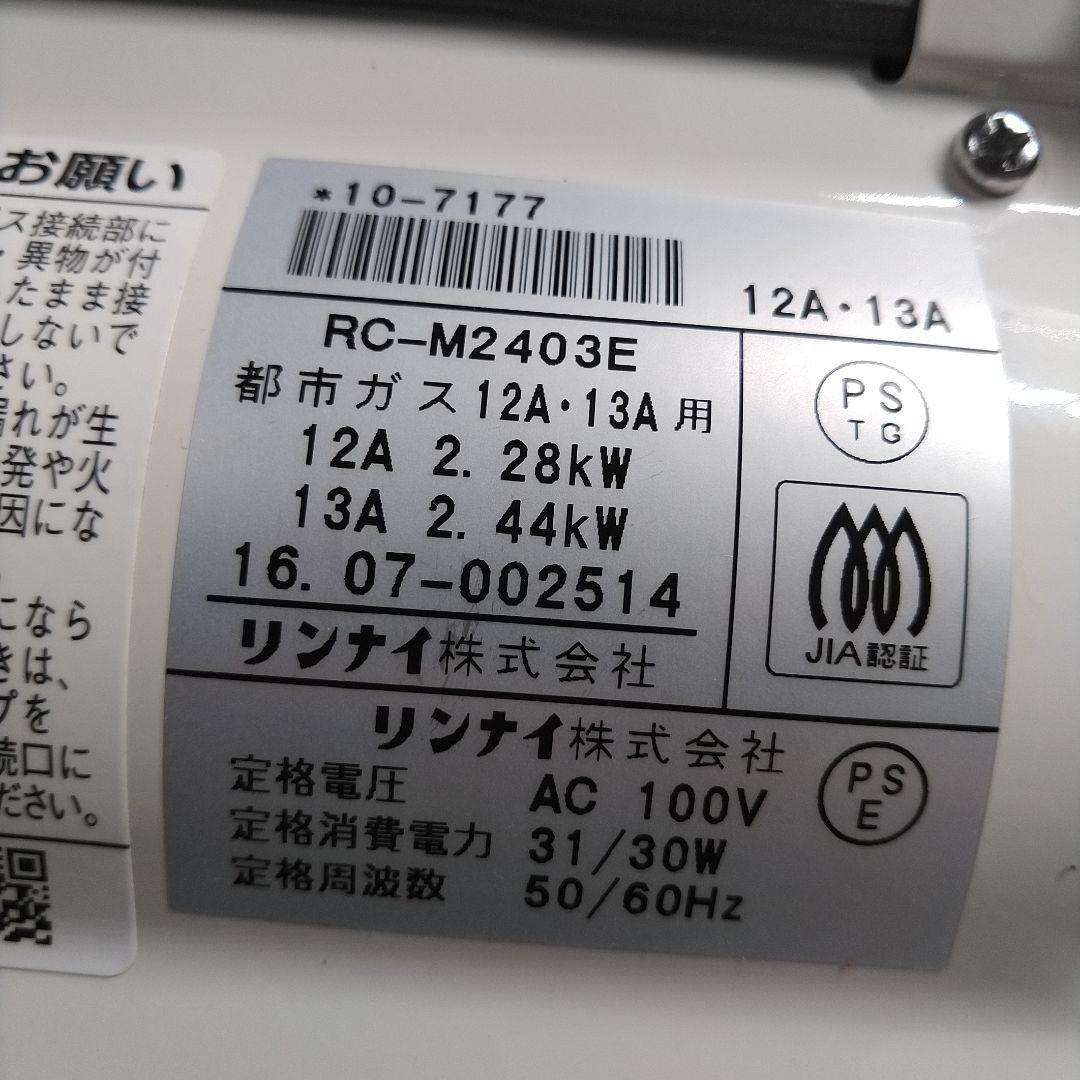 お願い
ス接続部に
・異物が付
たまま接
しないで
さい。
漏れが生
発や火
因にな
になら
きは、
プを
続口に
ださい。
*10-7177
12A・13A
RC-M2403E
都市ガス12A・13A用
12A 2. 28kW
13A 2. 44kW
16. 07-002514
リンナイ株式会社
PS
TG
JIA認証
リンナイ株式会社
定格電圧 AC 100V
定格消費電力 31/30W
定格周波数 50/60Hz
PS
E